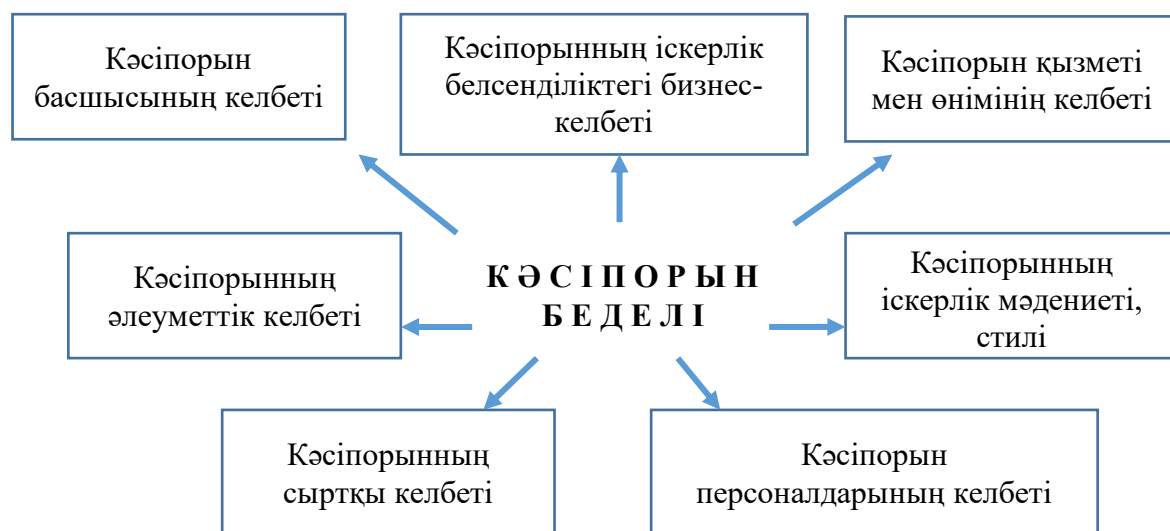 Кәсіпорын
басшысының келбеті
Кәсіпорынның іскерлік
белсенділіктегі бизнес-
келбеті
Кәсіпорын қызметі
мен өнімінің келбеті
Кәсіпорынның
әлеуметтік келбеті
К Ә С І П О Р Ы Н
Б Е Д Е Л І
Кәсіпорынның
іскерлік мәдениеті,
стилі
Кәсіпорынның
сыртқы келбеті
Кәсіпорын
персоналдарының келбеті